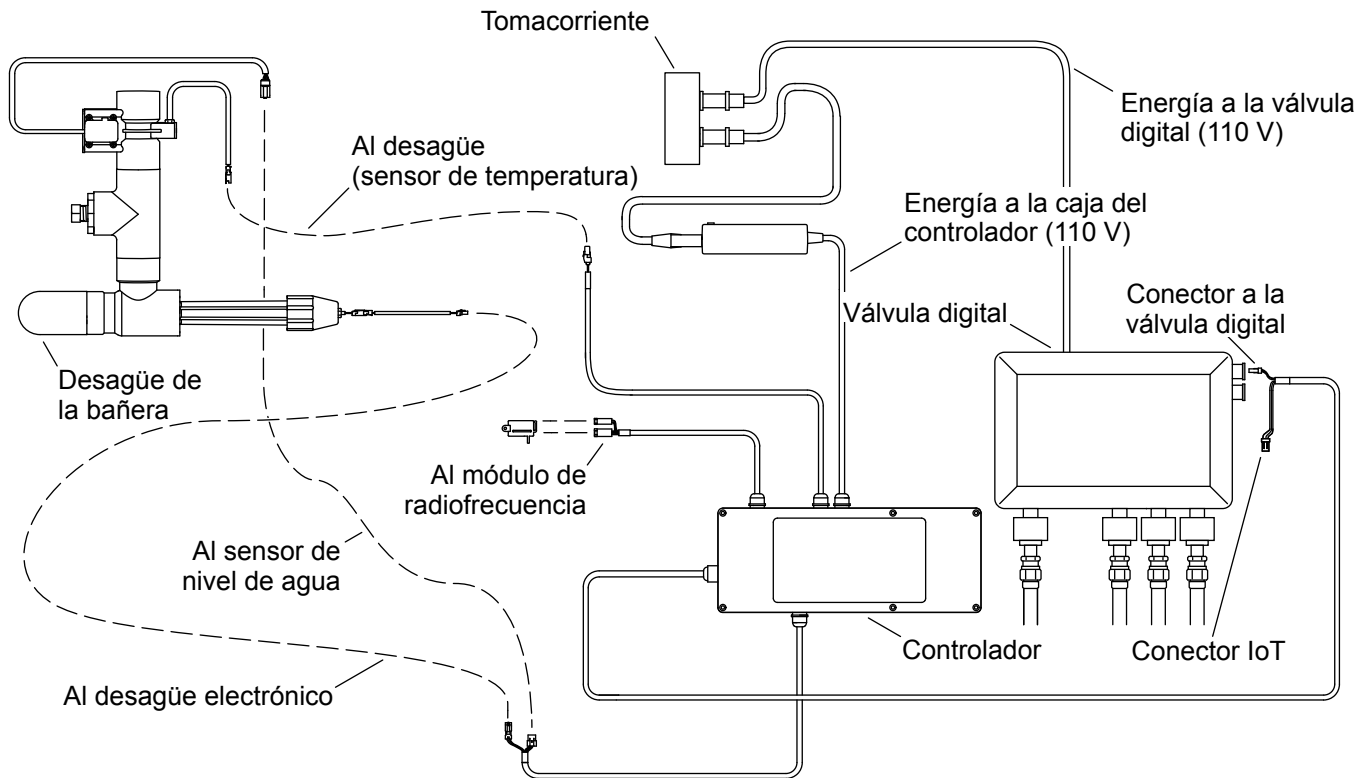 Tomacorriente
Energía a la válvula
digital (110 V)
Al desagüe
(sensor de temperatura)
Energía a la caja del
controlador (110 V)
Válvula digital
Conector a la
válvula digital
Desagüe de
la bañera
Al módulo de
radiofrecuencia
Al sensor de
nivel de agua
Controlador
Conector IoT
Al desagüe electrónico